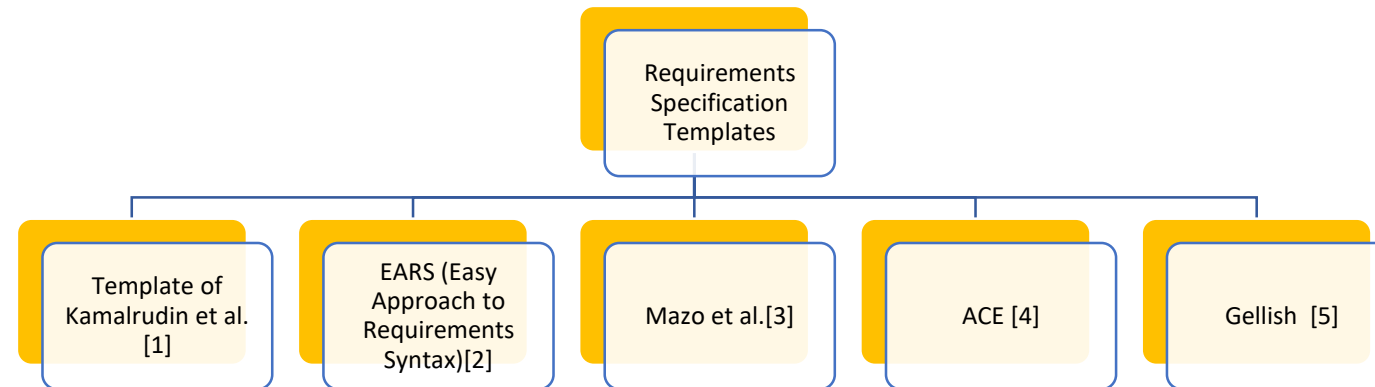 Requirements
Specification
Templates
Template of
Kamalrudin et al.
[1]
EARS (Easy
Approach to
Requirements
Syntax)[2]
Mazo et al.[3]
ACE [4]
Gellish [5]